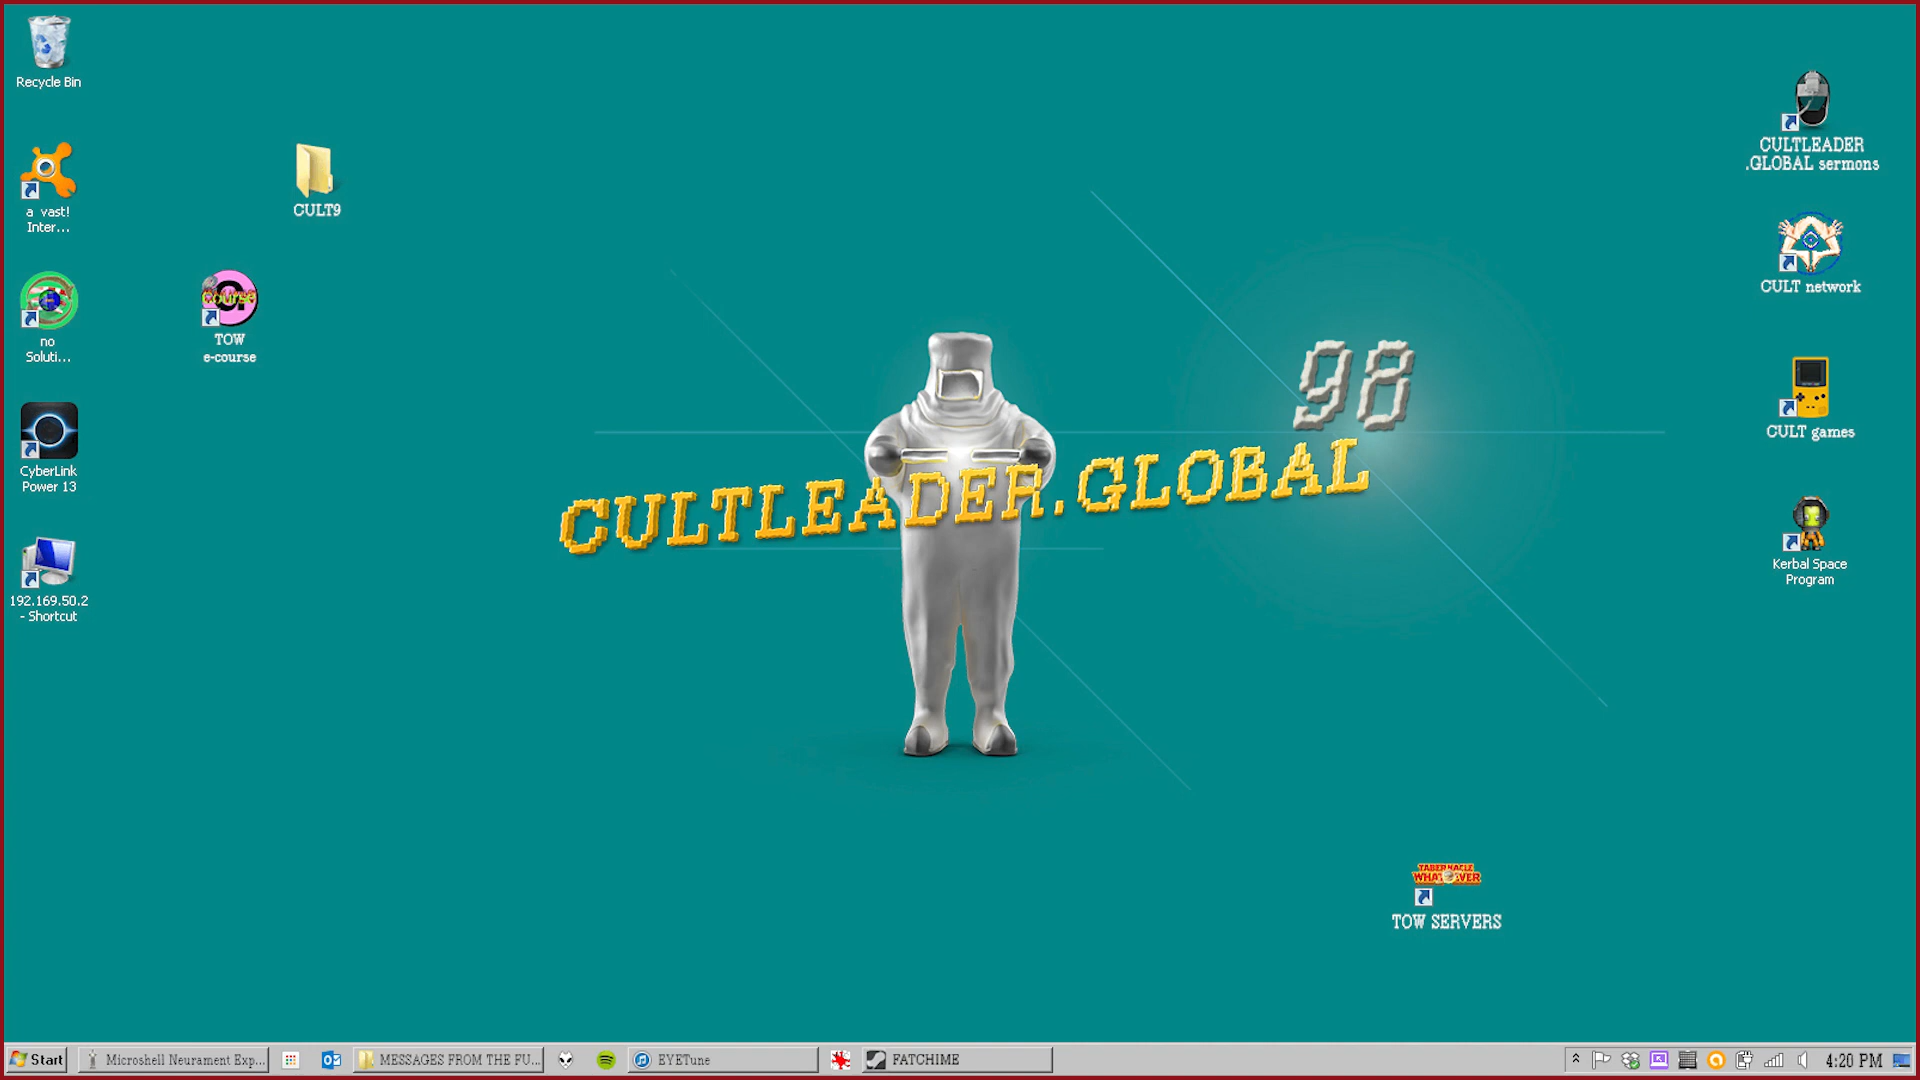 Recycle Bin
a vast!
Inter...
no
Soluti...
CyberLink
Power 13
192.169.50.2
- Shortcut
CULT9
course
TOW
e-course
98
CULTLEADER.GLOBAL
CULTLEADER
.GLOBAL sermons
CULT network
CULT games
Kerbal Space
Program
TABERNACLE
WHATEVER
TOW SERVERS
Start
Microshell Neurament Exp...
MESSAGES FROM THE FU...
EYETune
FATCHIME
4:20 PM